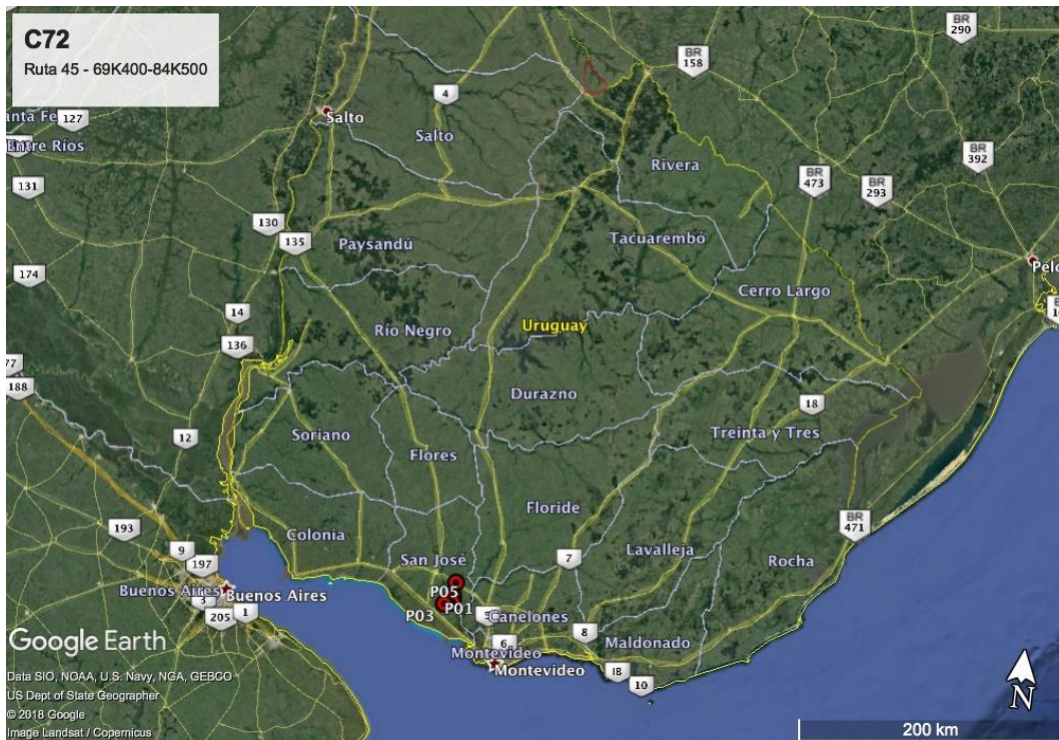 C72
Ruta 45 - 69K400-84K500
BR 290
BR 158
4
Salto
127
Entre Ríos
Salto
BR 392
Rivera
131
BR 473
BR 293
130
135
Paysandú
Tacuarembó
174
Cerro Largo
14
Río Negro
Uruguay
136
188
Durazno
18
12
Soriano
Flores
Treinta y Tres
193
Colonia
Floride
BR 471
9
197
San José
7
Lavalleja
Rocha
Buenos Aires
Buenos Aires
P05
P01
P03
3
205
1
Canelones
6
8
Maldonado
Montevideo
Montevideo
IB
10
Google Earth
Data SIO, NOAA, U.S. Navy, NGA, GEBCO
US Dept of State Geographer
© 2018 Google
Image Landsat / Copernicus
N
200 km